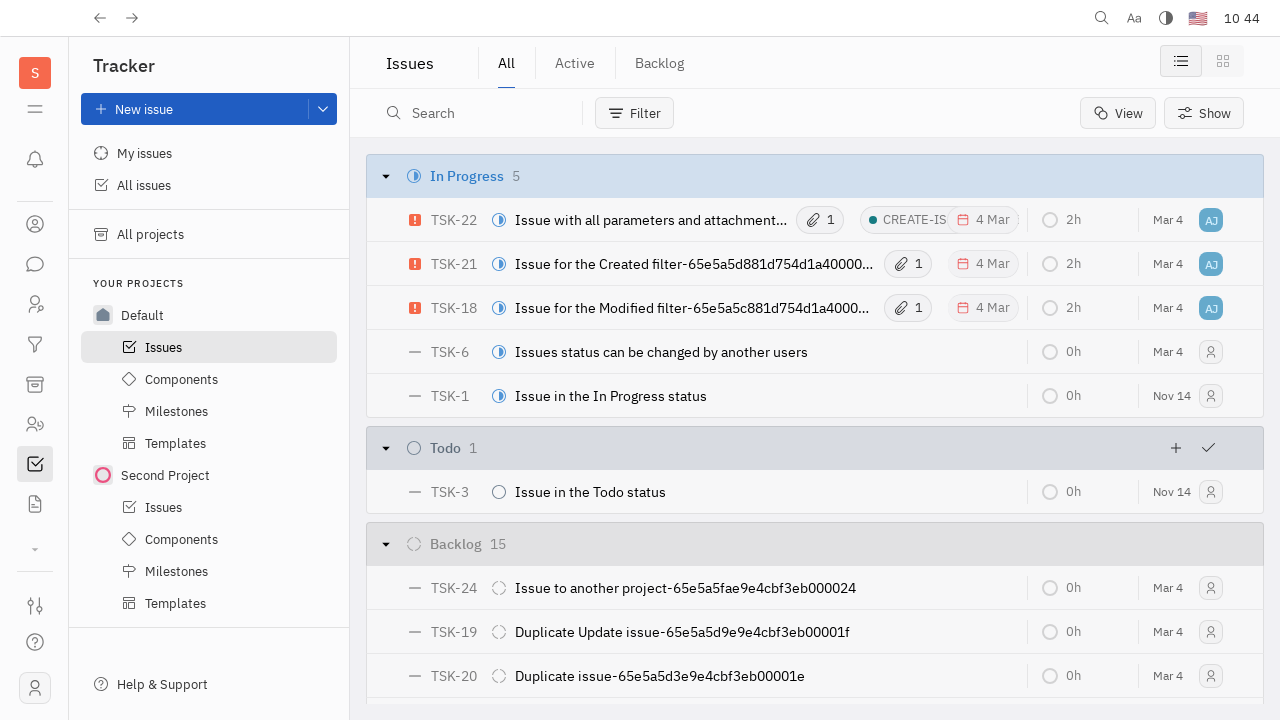 Aa
10 44
S
Tracker
New issue
My issues
All issues
All projects
YOUR PROJECTS
Default
Issues
Components
Milestones
Templates
Second Project
Issues
Components
Milestones
Templates
Help & Support
Issues
All
Active
Backlog
Search
Filter
View
Show
In Progress 5
TSK-22 Issue with all parameters and attachment... 1 CREATE-IS 4 Mar 2h Mar 4 AJ
TSK-21 Issue for the Created filter-65e5a5d881d754d1a40000... 1 4 Mar 2h Mar 4 AJ
TSK-18 Issue for the Modified filter-65e5a5c881d754d1a4000... 1 4 Mar 2h Mar 4 AJ
TSK-6 Issues status can be changed by another users 0h Mar 4
TSK-1 Issue in the In Progress status 0h Nov 14
Todo 1
TSK-3 Issue in the Todo status 0h Nov 14
Backlog 15
TSK-24 Issue to another project-65e5a5fae9e4cbf3eb000024 0h Mar 4
TSK-19 Duplicate Update issue-65e5a5d9e9e4cbf3eb00001f 0h Mar 4
TSK-20 Duplicate issue-65e5a5d3e9e4cbf3eb00001e 0h Mar 4